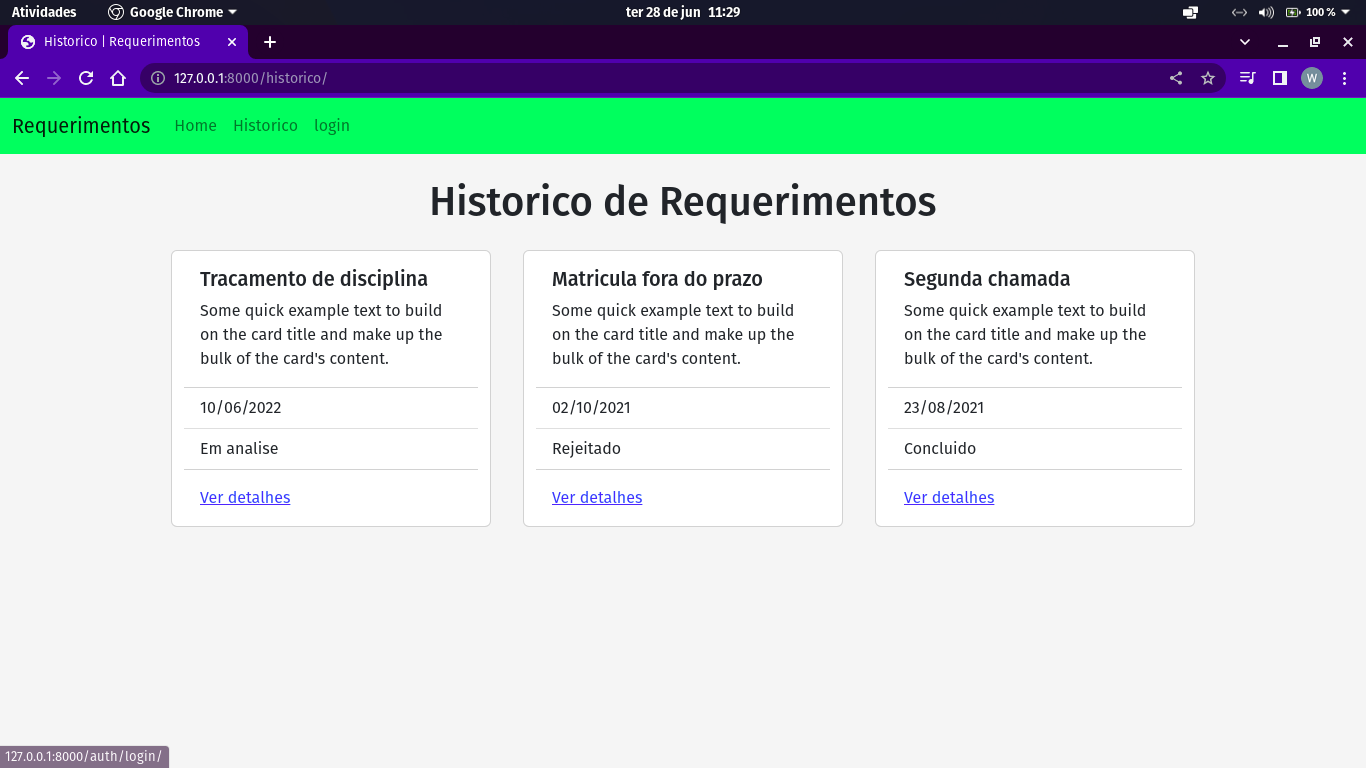 Atividades Google Chrome ter 28 de jun 11:29 100 %
Historico | Requerimentos
127.0.0.1:8000/historico/ W
Requerimentos Home Historico login
Historico de Requerimentos
Tracamento de disciplina
Some quick example text to build
on the card title and make up the
bulk of the card's content.
10/06/2022
Em analise
Ver detalhes
Matricula fora do prazo
Some quick example text to build
on the card title and make up the
bulk of the card's content.
02/10/2021
Rejeitado
Ver detalhes
Segunda chamada
Some quick example text to build
on the card title and make up the
bulk of the card's content.
23/08/2021
Concluido
Ver detalhes
127.0.0.1:8000/auth/login/